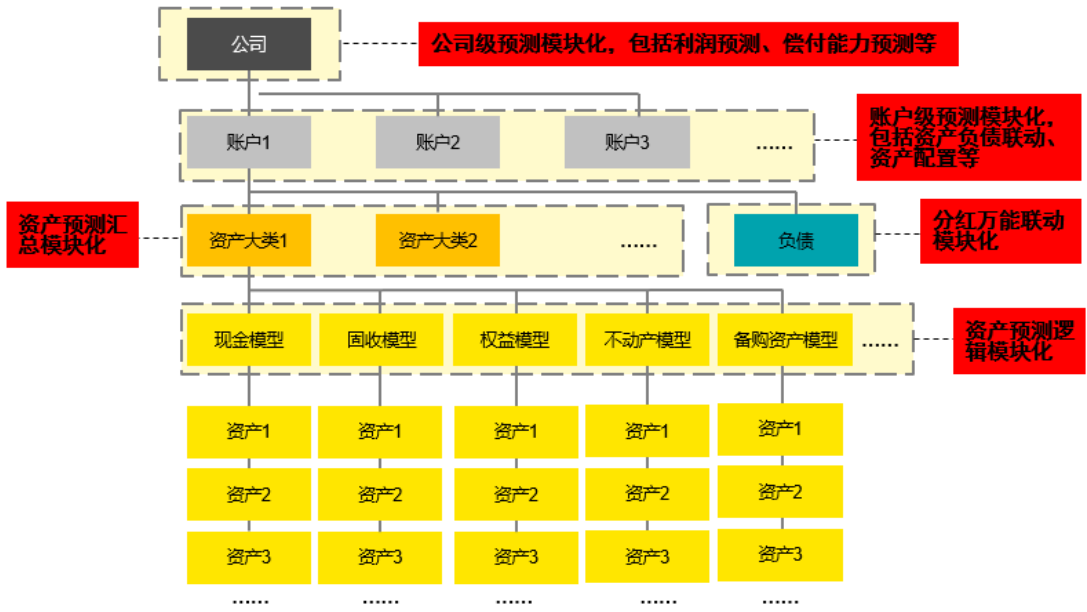 公司
公司级预测模块化，包括利润预测、偿付能力预测等
账户1
账户2
账户3
......
账户级预测模块化，
包括资产负债联动、
资产配置等
资产预测汇
总模块化
资产大类1
资产大类2
......
负债
分红万能联动
模块化
现金模型
固收模型
权益模型
不动产模型
备购资产模型
......
资产预测逻
辑模块化
资产1
资产1
资产1
资产1
资产1
资产2
资产2
资产2
资产2
资产2
资产3
资产3
资产3
资产3
资产3
......
......
......
......
......